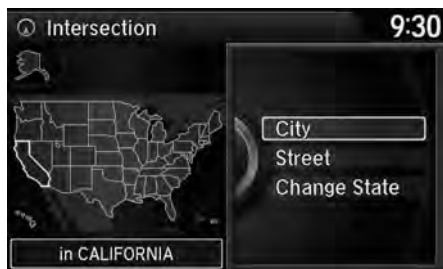 Intersection
9:30
City
Street
Change State
in CALIFORNIA